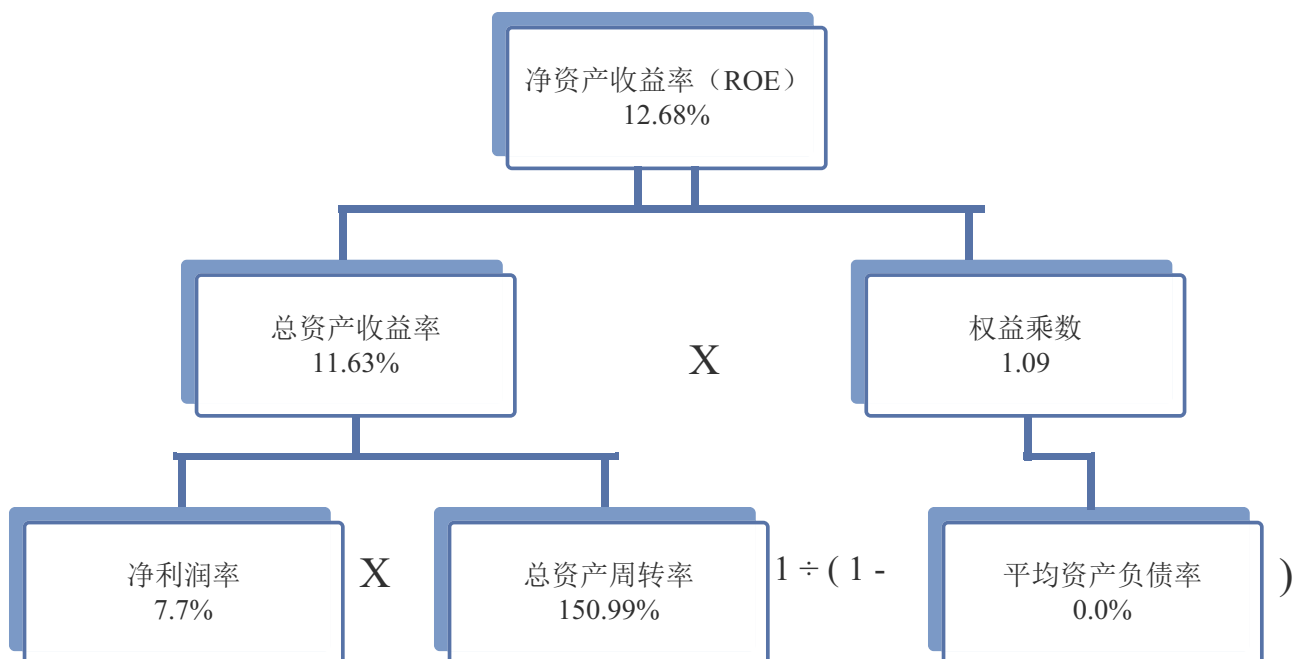 净资产收益率（ROE）
12.68%
总资产收益率
11.63%
X
权益乘数
1.09
净利润率
7.7%
X
总资产周转率
150.99%
1 ÷ ( 1 -
平均资产负债率
0.0%
)